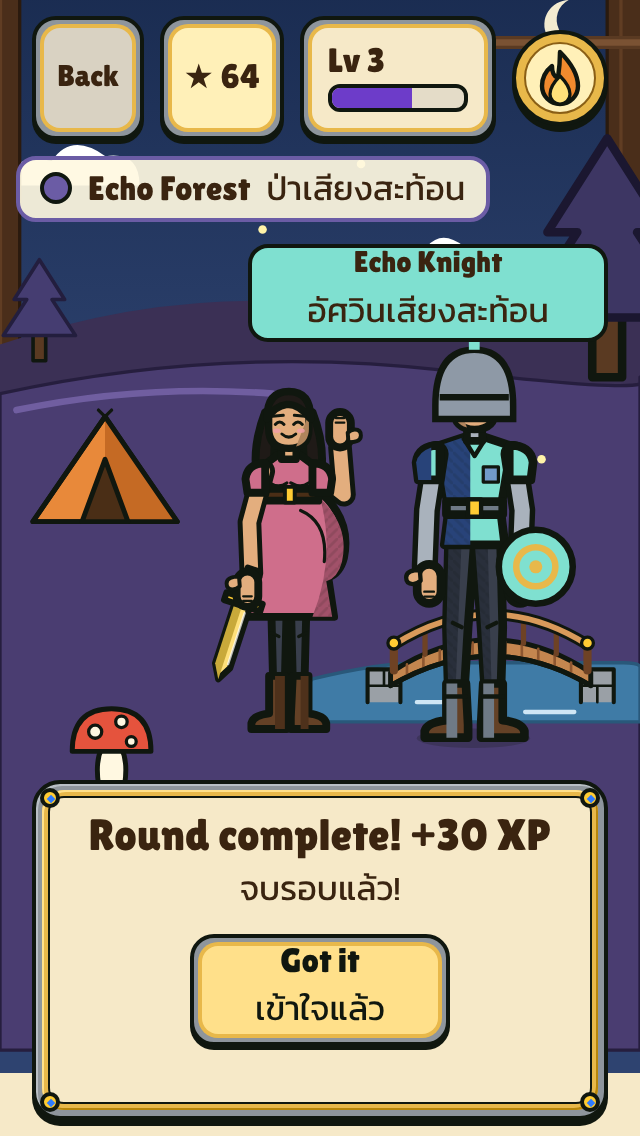 Back
★ 64
Lv 3
Echo Forest ป่าเสียงสะท้อน
Echo Knight
อัศวินเสียงสะท้อน
Round complete! +30 XP
จบรอบแล้ว!
Got it
เข้าใจแล้ว